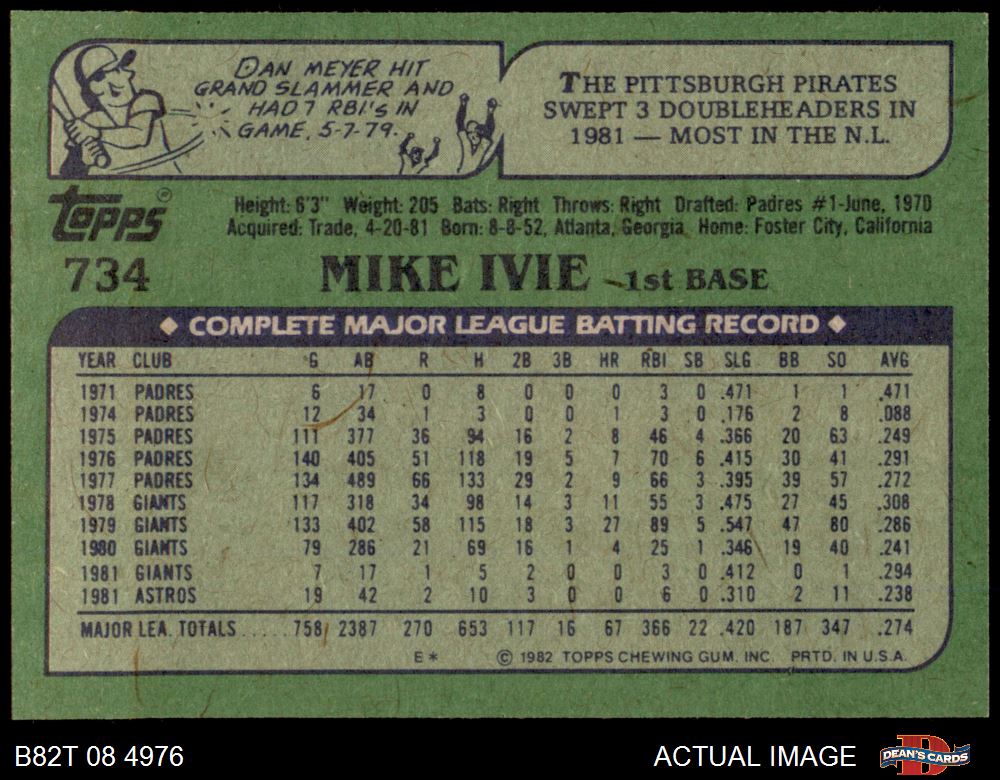 DAN MEYER HIT
GRAND SLAMMER AND
HAD 7 RBI'S IN
GAME, 5-7-79.
THE PITTSBURGH PIRATES
SWEPT 3 DOUBLEHEADERS IN
1981 — MOST IN THE N.L.
Topps®
Height: 6'3" Weight: 205 Bats: Right Throws: Right Drafted: Padres #1-June, 1970
Acquired: Trade, 4-20-81 Born: 8-8-52, Atlanta, Georgia Home: Foster City, California
734 MIKE IVIE 1ST BASE
COMPLETE MAJOR LEAGUE BATTING RECORD
YEAR CLUB G AB R H 2B 3B HR RBI SB SLG BB SO AVG
1971 PADRES 6 17 0 8 0 0 0 3 0 .471 1 1 .471
1974 PADRES 12 34 1 3 0 0 1 3 0 .176 2 8 .088
1975 PADRES 111 377 36 94 16 2 8 46 4 .366 20 63 .249
1976 PADRES 140 405 51 118 19 5 7 70 6 .415 30 41 .291
1977 PADRES 134 489 66 133 29 2 9 66 3 .395 39 57 .272
1978 GIANTS 117 318 34 98 14 3 11 55 3 .475 27 45 .308
1979 GIANTS 133 402 58 115 18 3 27 89 5 .547 47 80 .286
1980 GIANTS 79 286 21 69 16 1 4 25 1 .346 19 40 .241
1981 GIANTS 7 17 1 5 2 0 0 3 0 .412 0 1 .294
1981 ASTROS 19 42 2 10 3 0 0 6 0 .310 2 11 .238
MAJOR LEA. TOTALS.....758 2387 270 653 117 16 67 366 22 .420 187 347 .274
E* © 1982 TOPPS CHEWING GUM, INC. PRTD. IN U.S.A.
B82T 08 4976 ACTUAL IMAGE DEAN'S CARDS